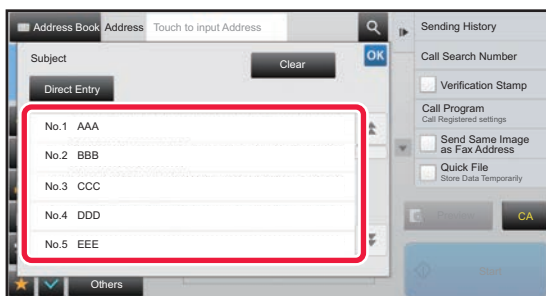 Address Book Address Touch to input Address
Sending History
Subject
Clear
OK
Call Search Number
Direct Entry
Verification Stamp
No.1 AAA
Call Program
Call Registered settings
No.2 BBB
Send Same Image
as Fax Address
No.3 CCC
Quick File
Store Data Temporarily
No.4 DDD
CA
No.5 EEE
Others
Start